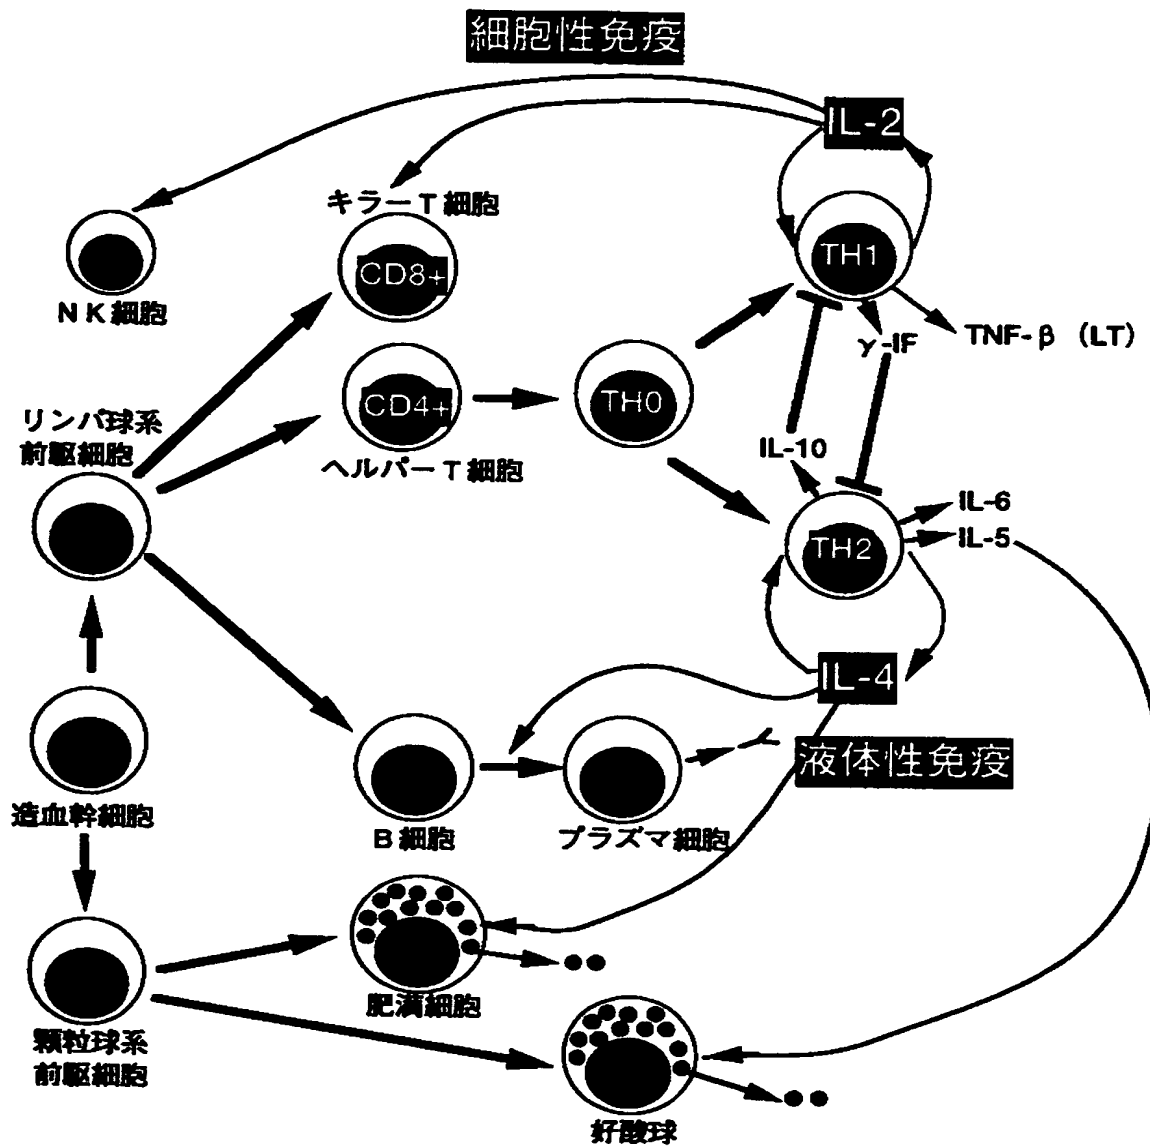 細胞性免疫
IL-2
キラーT細胞
TH1
CD8+
NK細胞
TNF-β (LT)
γ-IF
CD4+
TH0
リンパ球系
前駆細胞
IL-10
ヘルパーT細胞
IL-6
IL-5
TH2
IL-4
液体性免疫
造血幹細胞
B細胞
プラズマ細胞
肥満細胞
顆粒球系
前駆細胞
好酸球